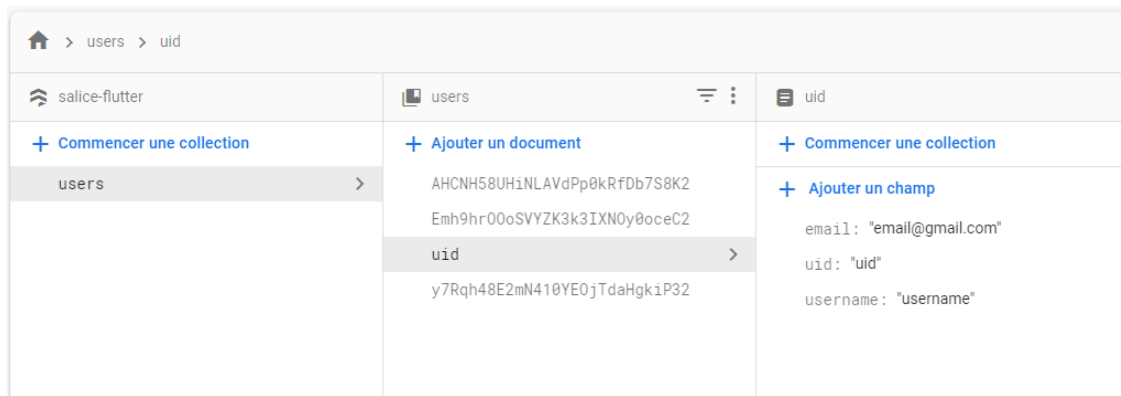 users > uid
salice-flutter
+ Commencer une collection
users
users
+ Ajouter un document
AHCNH58UHiNLAVdPp0kRfDb7S8K2
Emh9hrOOoSVYZK3k3IXNOy0oceC2
uid
y7Rqh48E2mN410YEOjTdaHgkiP32
uid
+ Commencer une collection
+ Ajouter un champ
email: "email@gmail.com"
uid: "uid"
username: "username"